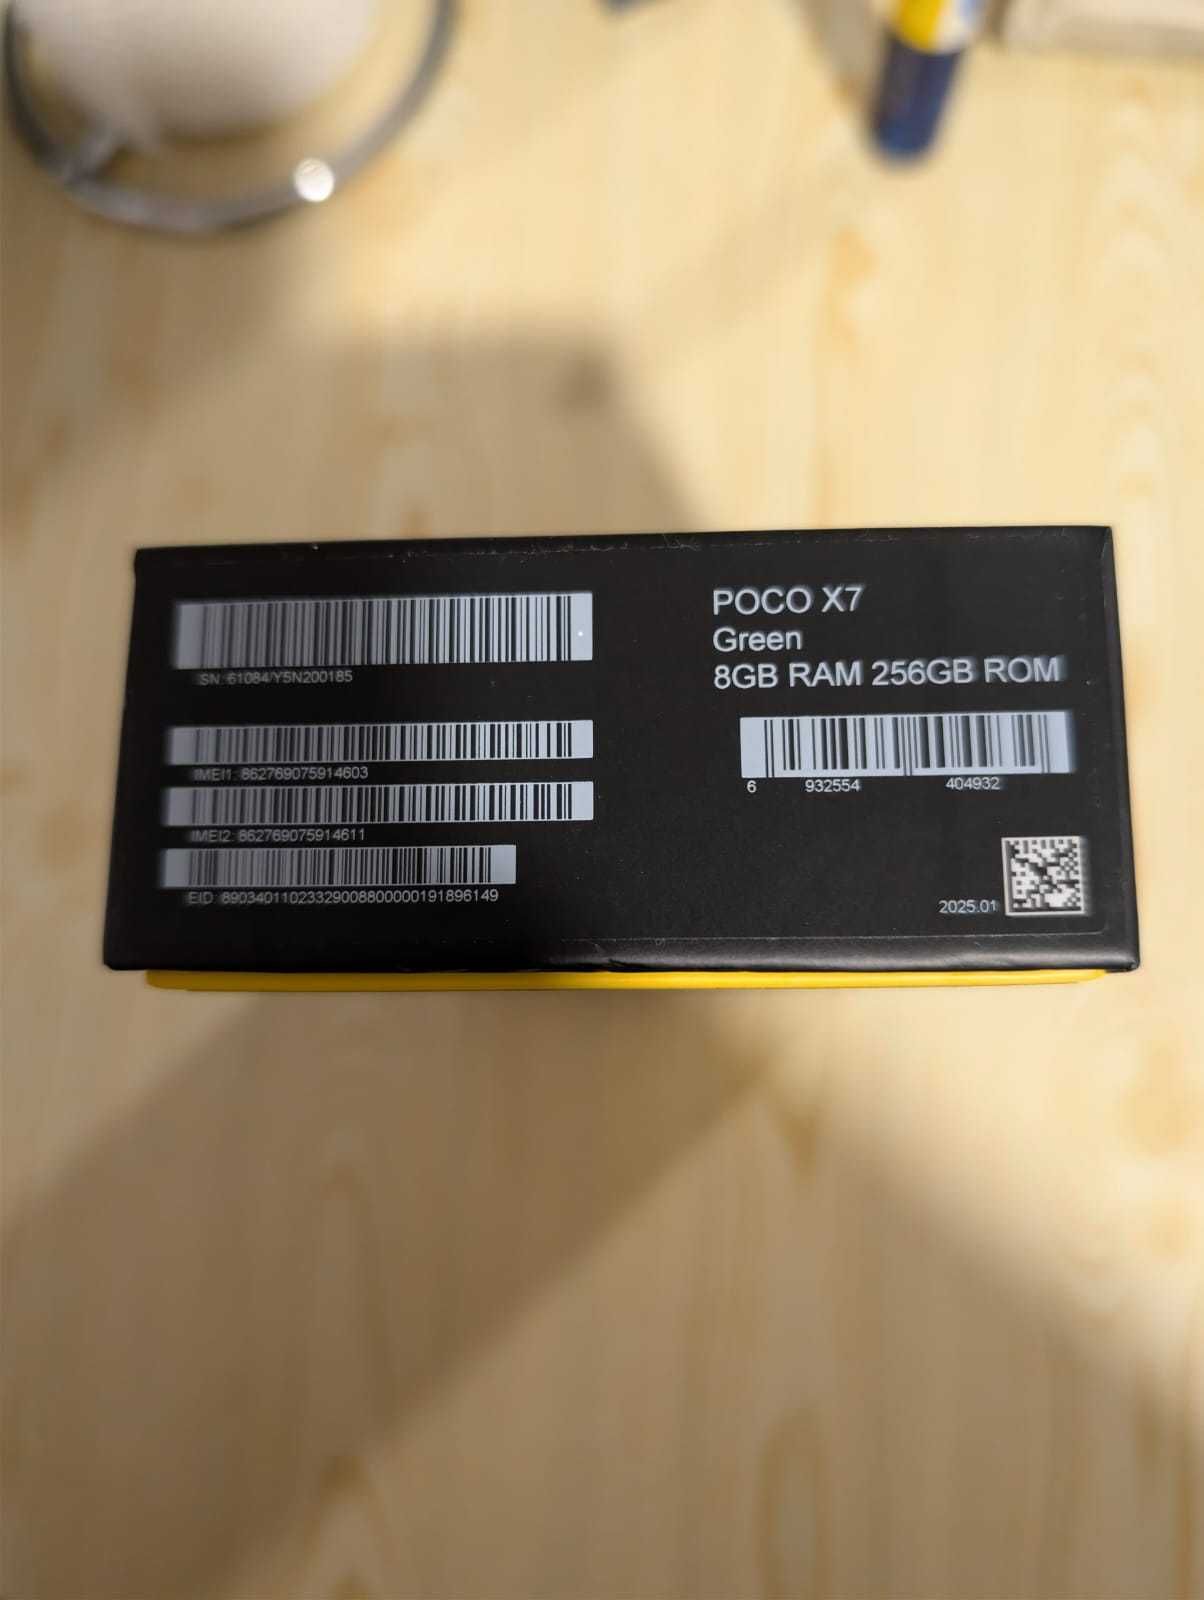 SN: 61084/Y5N200185
IMEI1: 862769075914603
IMEI2: 862769075914611
EID 89034011023329008800000191896149
POCO X7
Green
8GB RAM 256GB ROM
6 932554 404932
2025.01